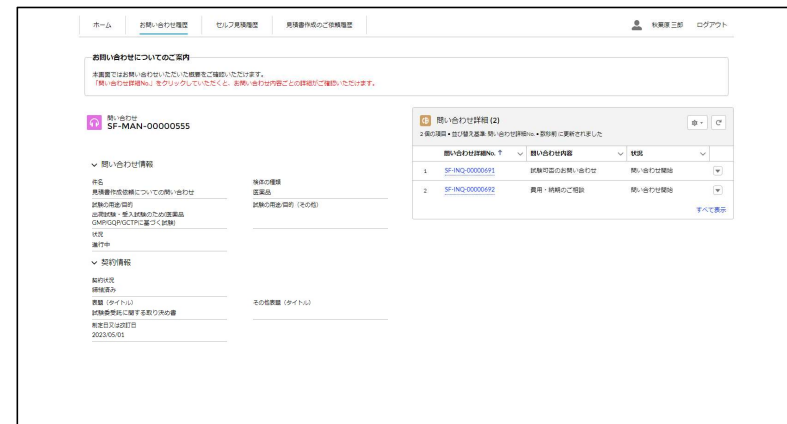 ホーム お問い合わせ履歴 セルフ見積履歴 見積書作成のご依頼履歴 秋葉原 三郎 ログアウト
お問い合わせについてのご案内
本画面ではお問い合わせいただいた概要をご確認いただけます。
「問い合わせ詳細No.」をクリックしていただくと、お問い合わせ内容ごとの詳細がご確認いただけます。
問い合わせ
SF-MAN-00000555
問い合わせ情報
件名
見積書作成依頼についての問い合わせ
検体の種類
医薬品
試験の用途/目的
出荷試験・受入試験のため(医薬品
GMP/GQP/GCTPに基づく試験)
試験の用途/目的（その他）
状況
進行中
契約情報
契約状況
締結済み
表題（タイトル）
試験委受託に関する取り決め書
その他表題（タイトル）
制定日又は改訂日
2023/05/01
問い合わせ詳細 (2)
2 個の項目 • 並び替え基準: 問い合わせ詳細No. • 数秒前 に更新されました
問い合わせ詳細No. ↑ 問い合わせ内容 状況
1 SF-INQ-00000691 試験可否のお問い合わせ 問い合わせ開始
2 SF-INQ-00000692 費用・納期のご相談 問い合わせ開始
すべて表示